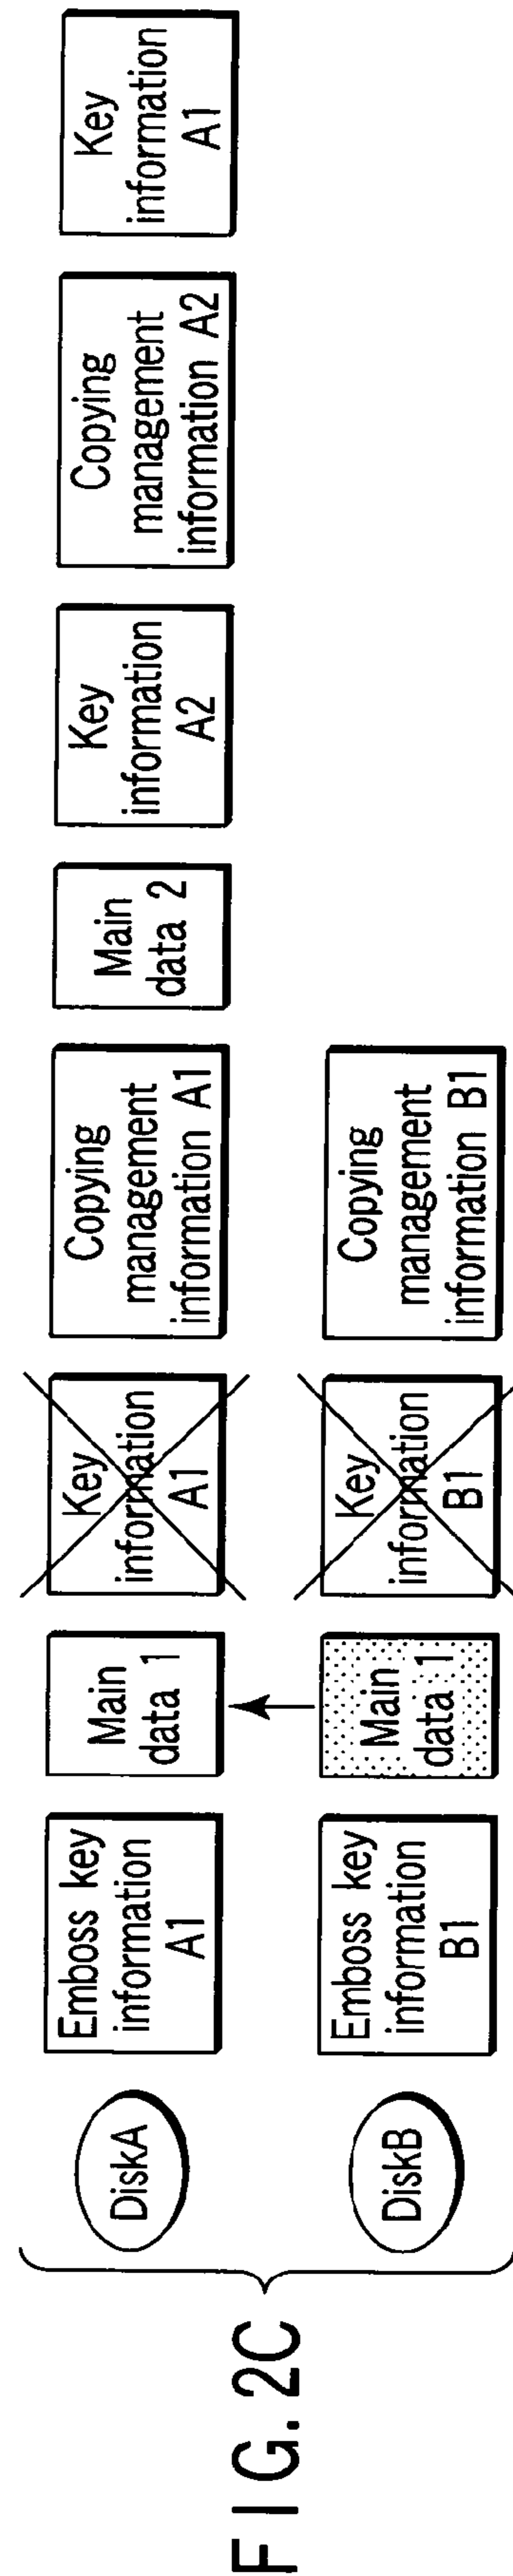 FIG. 2C
DiskA
Emboss key
information
A1
Main
data 1
Key
information
A1
Copying
management
information A1
Main
data 2
Key
information
A2
Copying
management
information A2
Key
information
A1
DiskB
Emboss key
information
B1
Main
data 1
Key
information
B1
Copying
management
information B1